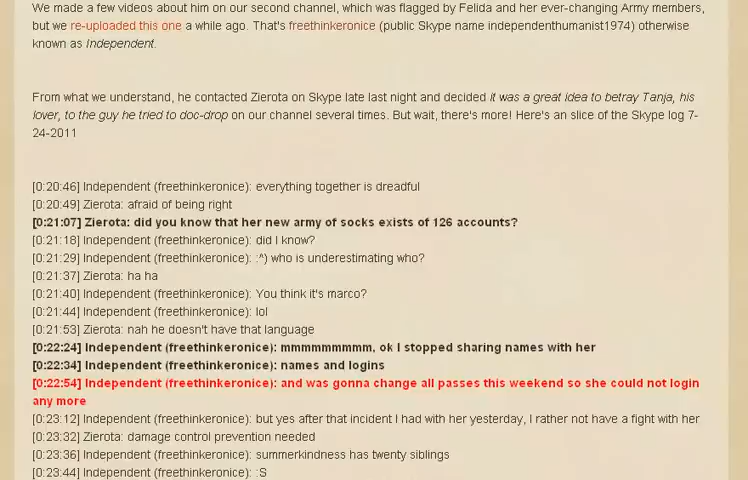 We made a few videos about him on our second channel, which was flagged by Felida and her ever-changing Army members,
but we re-uploaded this one a while ago. That's freethinkeronice (public Skype name independenthumanist1974) otherwise
known as Independent.
From what we understand, he contacted Zierota on Skype late last night and decided it was a great idea to betray Tanja, his
lover, to the guy he tried to doc-drop on our channel several times. But wait, there's more! Here's an slice of the Skype log 7-
24-2011
[0:20:46] Independent (freethinkeronice): everything together is dreadful
[0:20:49] Zierota: afraid of being right
[0:21:07] Zierota: did you know that her new army of socks exists of 126 accounts?
[0:21:18] Independent (freethinkeronice): did I know?
[0:21:29] Independent (freethinkeronice): :^) who is underestimating who?
[0:21:37] Zierota: ha ha
[0:21:40] Independent (freethinkeronice): You think it's marco?
[0:21:44] Independent (freethinkeronice): lol
[0:21:53] Zierota: nah he doesn't have that language
[0:22:24] Independent (freethinkeronice): mmmmmmmmm, ok I stopped sharing names with her
[0:22:34] Independent (freethinkeronice): names and logins
[0:22:54] Independent (freethinkeronice): and was gonna change all passes this weekend so she could not login
any more
[0:23:12] Independent (freethinkeronice): but yes after that incident I had with her yesterday, I rather not have a fight with her
[0:23:32] Zierota: damage control prevention needed
[0:23:36] Independent (freethinkeronice): summerkindness has twenty siblings
[0:23:44] Independent (freethinkeronice): :S